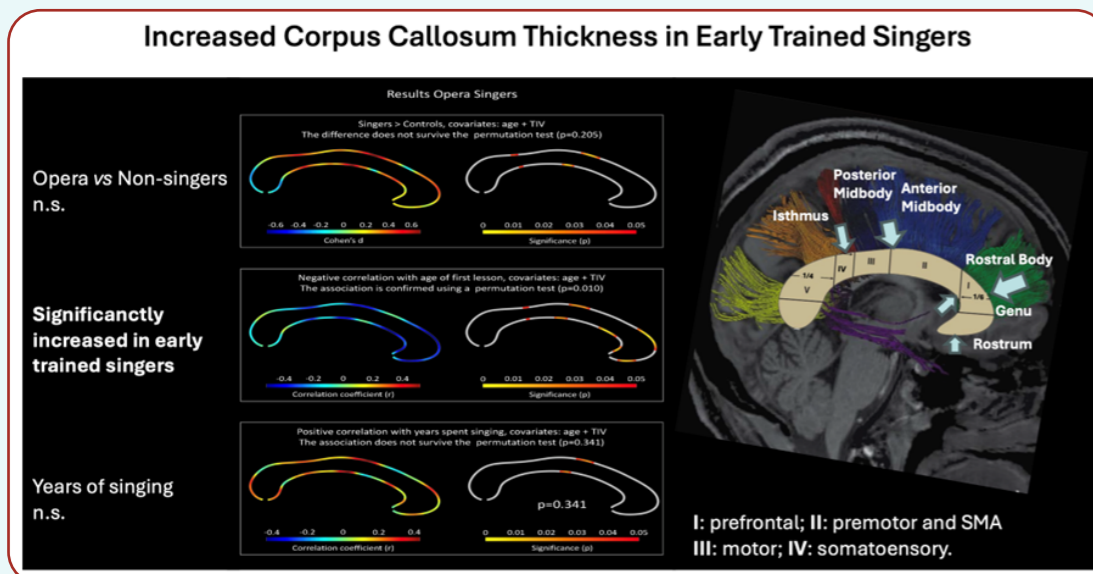 Increased Corpus Callosum Thickness in Early Trained Singers
Results Opera Singers
Opera vs Non-singers
n.s.
Singers > Controls, covariates: age + TIV
The difference does not survive the permutation test (p=0.205)
-0.6 -0.4 -0.2 0 0.2 0.4 0.6
Cohen's d
0 0.01 0.02 0.03 0.04 0.05
Significance (p)
Significanctly
increased in early
trained singers
Negative correlation with age of first lesson, covariates: age + TIV
The association is confirmed using a permutation test (p=0.010)
-0.4 -0.2 0 0.2 0.4
Correlation coefficient (r)
0 0.01 0.02 0.03 0.04 0.05
Significance (p)
Years of singing
n.s.
Positive correlation with years spent singing, covariates: age + TIV
The association does not survive the permutation test (p=0.341)
p=0.341
-0.4 -0.2 0 0.2 0.4
Correlation coefficient (r)
0 0.01 0.02 0.03 0.04 0.05
Significance (p)
Posterior
Midbody
Anterior
Midbody
Isthmus
Rostral Body
Genu
Rostrum
1/4
V
IV
III
II
I
1/6
I: prefrontal; II: premotor and SMA
III: motor; IV: somatoensory.